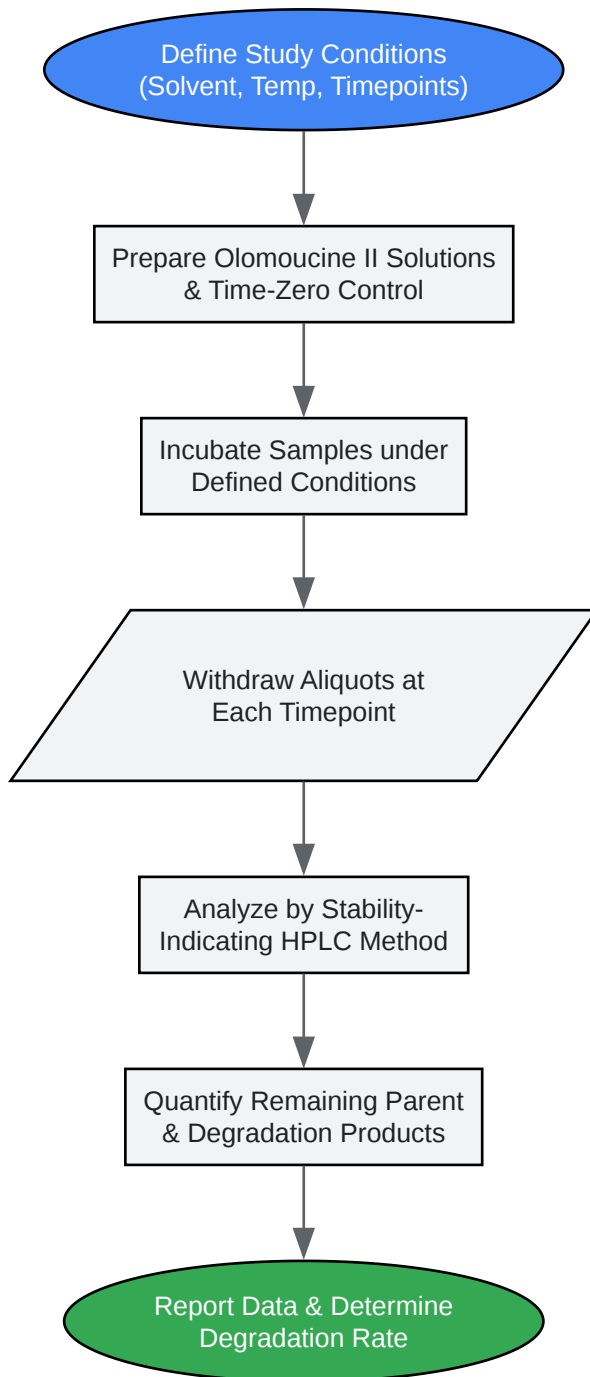 Define Study Conditions
(Solvent, Temp, Timepoints)
Prepare Olomoucine II Solutions
& Time-Zero Control
Incubate Samples under
Defined Conditions
Withdraw Aliquots at
Each Timepoint
Analyze by Stability-
Indicating HPLC Method
Quantify Remaining Parent
& Degradation Products
Report Data & Determine
Degradation Rate